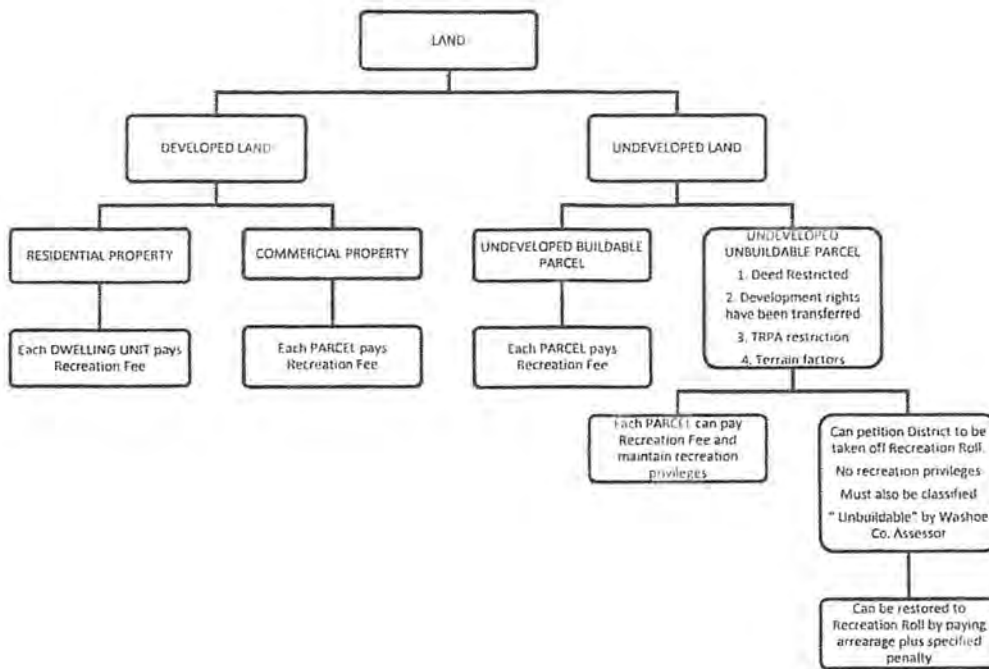 LAND
DEVELOPED LAND
UNDEVELOPED LAND
RESIDENTIAL PROPERTY
COMMERCIAL PROPERTY
UNDEVELOPED BUILDABLE
PARCEL
UNDEVELOPED
UNBUILDABLE PARCEL
1. Deed Restricted
2. Development rights
have been transferred
3. TRPA restriction
4. Terrain factors
Each DWELLING UNIT pays
Recreation Fee
Each PARCEL pays
Recreation Fee
Each PARCEL pays
Recreation Fee
Each PARCEL can pay
Recreation Fee and
maintain recreation
privileges
Can petition District to be
taken off Recreation Roll.
No recreation privileges
Must also be classified
" Unbuildable" by Washoe
Co. Assessor
Can be restored to
Recreation Roll by paying
arrearage plus specified
penalty